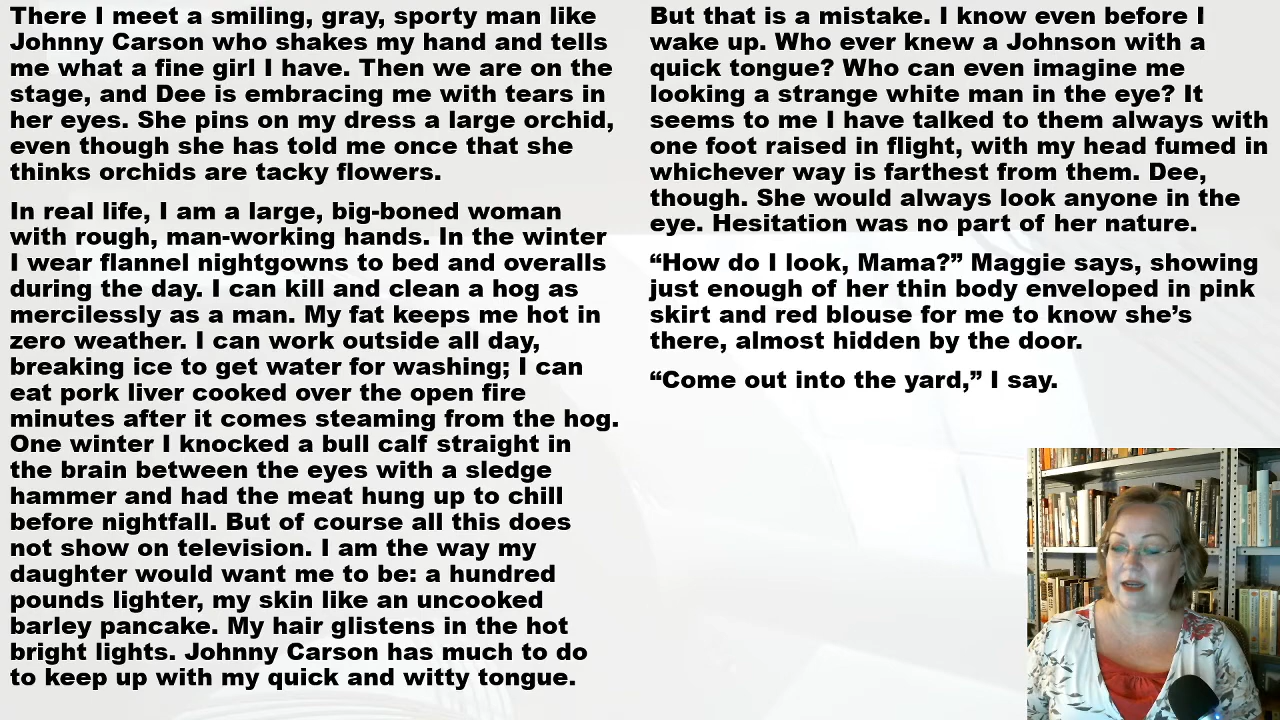 There I meet a smiling, gray, sporty man like
Johnny Carson who shakes my hand and tells
me what a fine girl I have. Then we are on the
stage, and Dee is embracing me with tears in
her eyes. She pins on my dress a large orchid,
even though she has told me once that she
thinks orchids are tacky flowers.
In real life, I am a large, big-boned woman
with rough, man-working hands. In the winter
I wear flannel nightgowns to bed and overalls
during the day. I can kill and clean a hog as
mercilessly as a man. My fat keeps me hot in
zero weather. I can work outside all day,
breaking ice to get water for washing; I can
eat pork liver cooked over the open fire
minutes after it comes steaming from the hog.
One winter I knocked a bull calf straight in
the brain between the eyes with a sledge
hammer and had the meat hung up to chill
before nightfall. But of course all this does
not show on television. I am the way my
daughter would want me to be: a hundred
pounds lighter, my skin like an uncooked
barley pancake. My hair glistens in the hot
bright lights. Johnny Carson has much to do
to keep up with my quick and witty tongue.
But that is a mistake. I know even before I
wake up. Who ever knew a Johnson with a
quick tongue? Who can even imagine me
looking a strange white man in the eye? It
seems to me I have talked to them always with
one foot raised in flight, with my head fumed in
whichever way is farthest from them. Dee,
though. She would always look anyone in the
eye. Hesitation was no part of her nature.
“How do I look, Mama?” Maggie says, showing
just enough of her thin body enveloped in pink
skirt and red blouse for me to know she’s
there, almost hidden by the door.
“Come out into the yard,” I say.